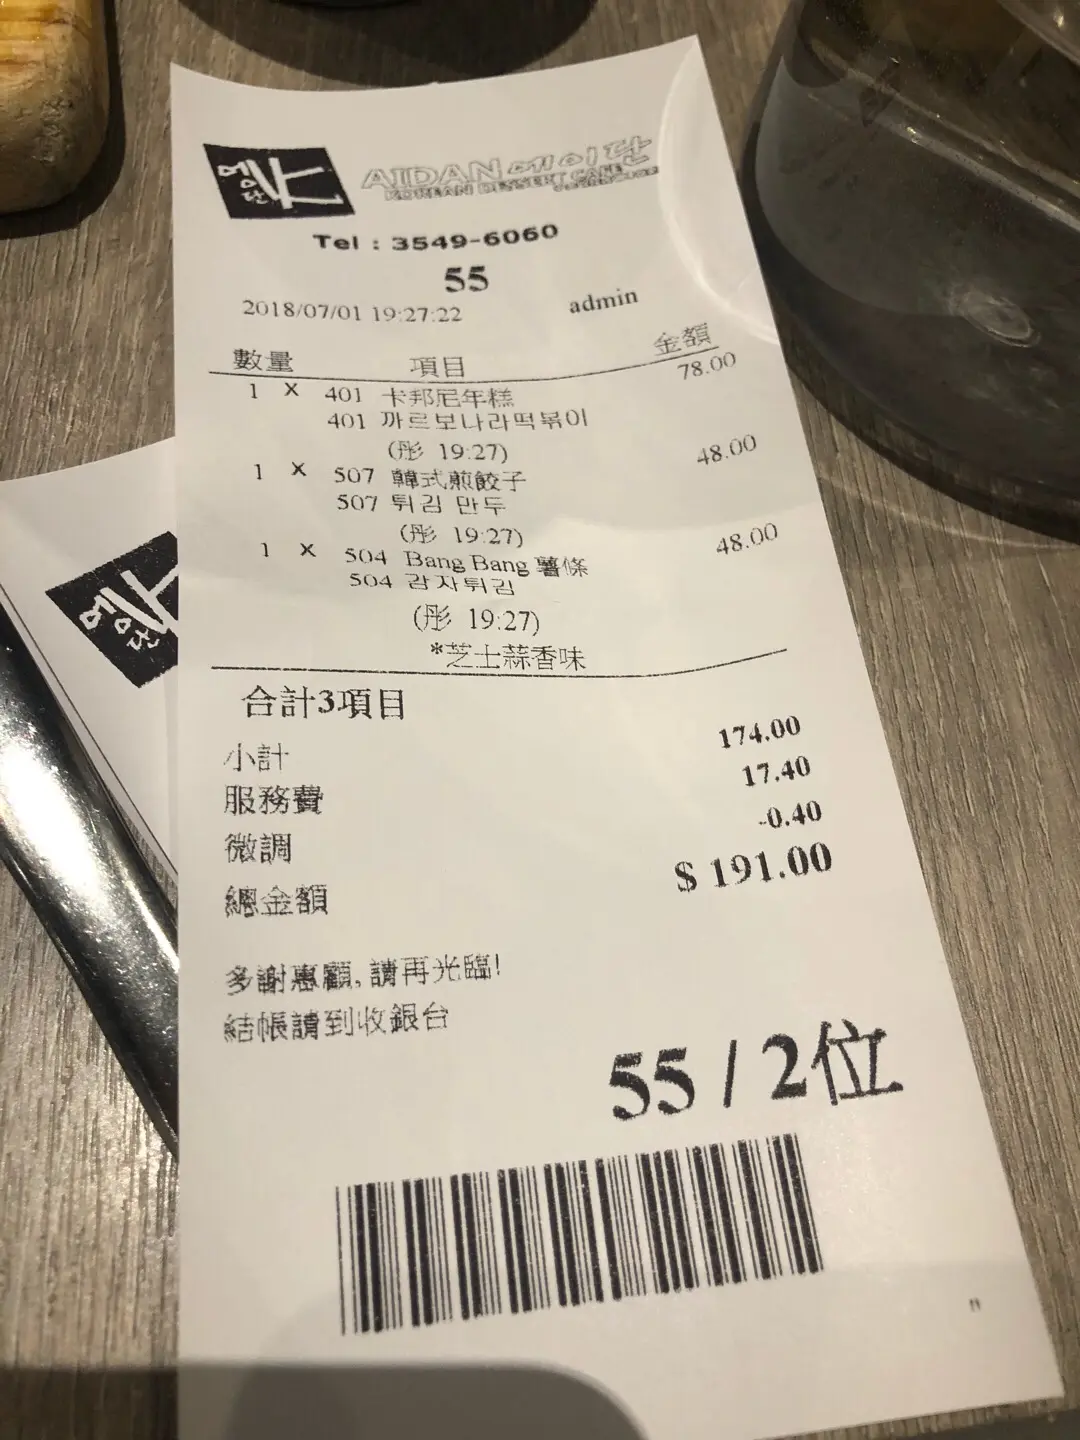 에이단
AIDAN 에이단
KOREAN DESSERT CAFE
Tel : 3549-6060
55
2018/07/01 19:27:22 admin
數量 項目 金額
1 X 401 卡邦尼年糕 78.00
401 까르보나라떡볶이
(彤 19:27)
1 X 507 韓式煎餃子 48.00
507 튀김 만두
(彤 19:27)
1 X 504 Bang Bang 薯條 48.00
504 감자튀김
(彤 19:27)
*芝士蒜香味
合計3項目
小計 174.00
服務費 17.40
微調 -0.40
總金額 $ 191.00
多謝惠顧, 請再光臨!
結帳請到收銀台
55 / 2位
에이단